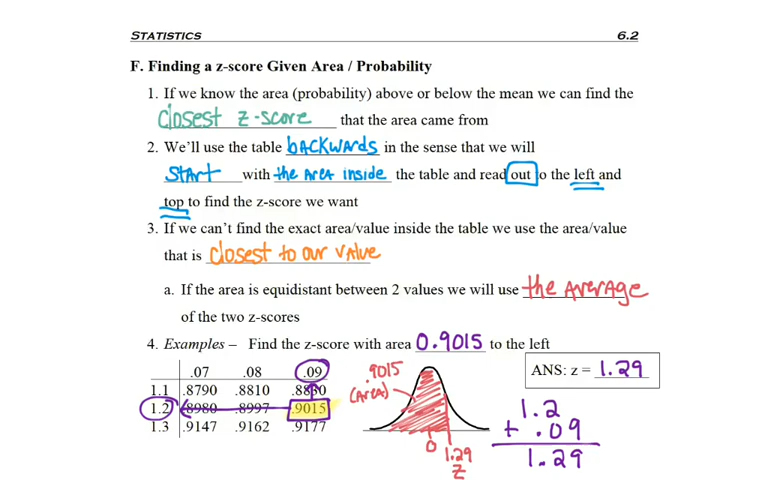 STATISTICS 6.2
F. Finding a z-score Given Area / Probability
1. If we know the area (probability) above or below the mean we can find the
closest z-score that the area came from
2. We'll use the table backwards in the sense that we will
start with the area inside the table and read out to the left and
top to find the z-score we want
3. If we can't find the exact area/value inside the table we use the area/value
that is closest to our value
a. If the area is equidistant between 2 values we will use the average
of the two z-scores
4. Examples – Find the z-score with area 0.9015 to the left
.07 .08 .09
1.1 .8790 .8810 .8830
1.2 .8980 .8997 .9015
1.3 .9147 .9162 .9177
.9015
(Area)
0 1.29
z
ANS: z = 1.29
1.2
+ .09
1.29